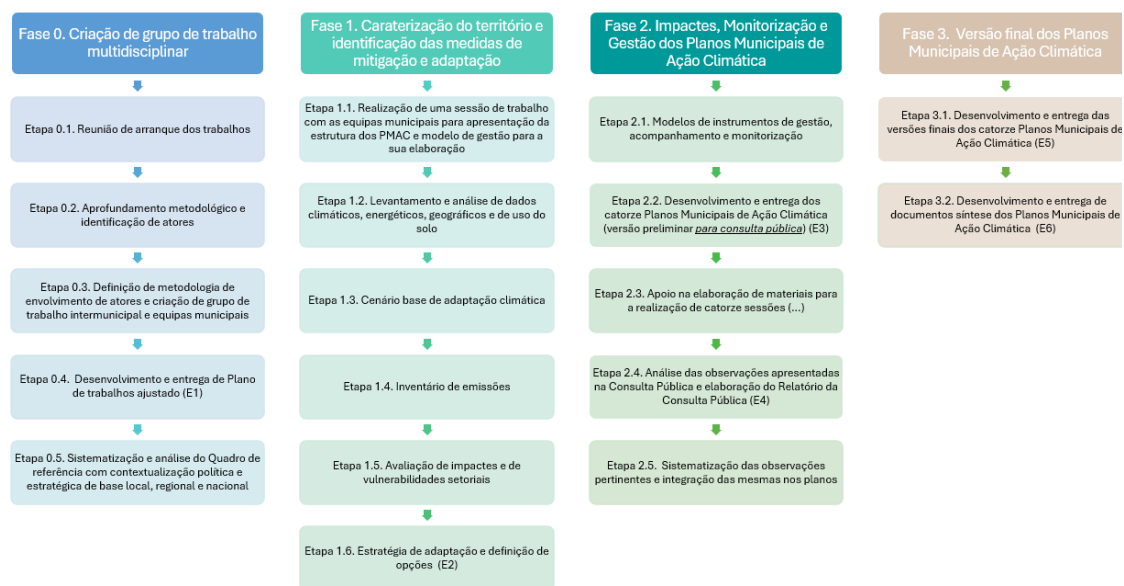 Fase 0. Criação de grupo de trabalho
multidisciplinar
Etapa 0.1. Reunião de arranque dos trabalhos
Etapa 0.2. Aprofundamento metodológico e
identificação de atores
Etapa 0.3. Definição de metodologia de
envolvimento de atores e criação de grupo de
trabalho intermunicipal e equipas municipais
Etapa 0.4. Desenvolvimento e entrega de Plano
de trabalhos ajustado (E1)
Etapa 0.5. Sistematização e análise do Quadro de
referência com contextualização política e
estratégica de base local, regional e nacional
Fase 1. Caraterização do território e
identificação das medidas de
mitigação e adaptação
Etapa 1.1. Realização de uma sessão de trabalho
com as equipas municipais para apresentação da
estrutura dos PMAC e modelo de gestão para a
sua elaboração
Etapa 1.2. Levantamento e análise de dados
climáticos, energéticos, geográficos e de uso do
solo
Etapa 1.3. Cenário base de adaptação climática
Etapa 1.4. Inventário de emissões
Etapa 1.5. Avaliação de impactes e de
vulnerabilidades setoriais
Etapa 1.6. Estratégia de adaptação e definição de
opções (E2)
Fase 2. Impactes, Monitorização e
Gestão dos Planos Municipais de
Ação Climática
Etapa 2.1. Modelos de instrumentos de gestão,
acompanhamento e monitorização
Etapa 2.2. Desenvolvimento e entrega dos
catorze Planos Municipais de Ação Climática
(versão preliminar para consulta pública) (E3)
Etapa 2.3. Apoio na elaboração de materiais para
a realização de catorze sessões (...)
Etapa 2.4. Análise das observações apresentadas
na Consulta Pública e elaboração do Relatório da
Consulta Pública (E4)
Etapa 2.5. Sistematização das observações
pertinentes e integração das mesmas nos planos
Fase 3. Versão final dos Planos
Municipais de Ação Climática
Etapa 3.1. Desenvolvimento e entrega das
versões finais dos catorze Planos Municipais de
Ação Climática (E5)
Etapa 3.2. Desenvolvimento e entrega de
documentos síntese dos Planos Municipais de
Ação Climática (E6)